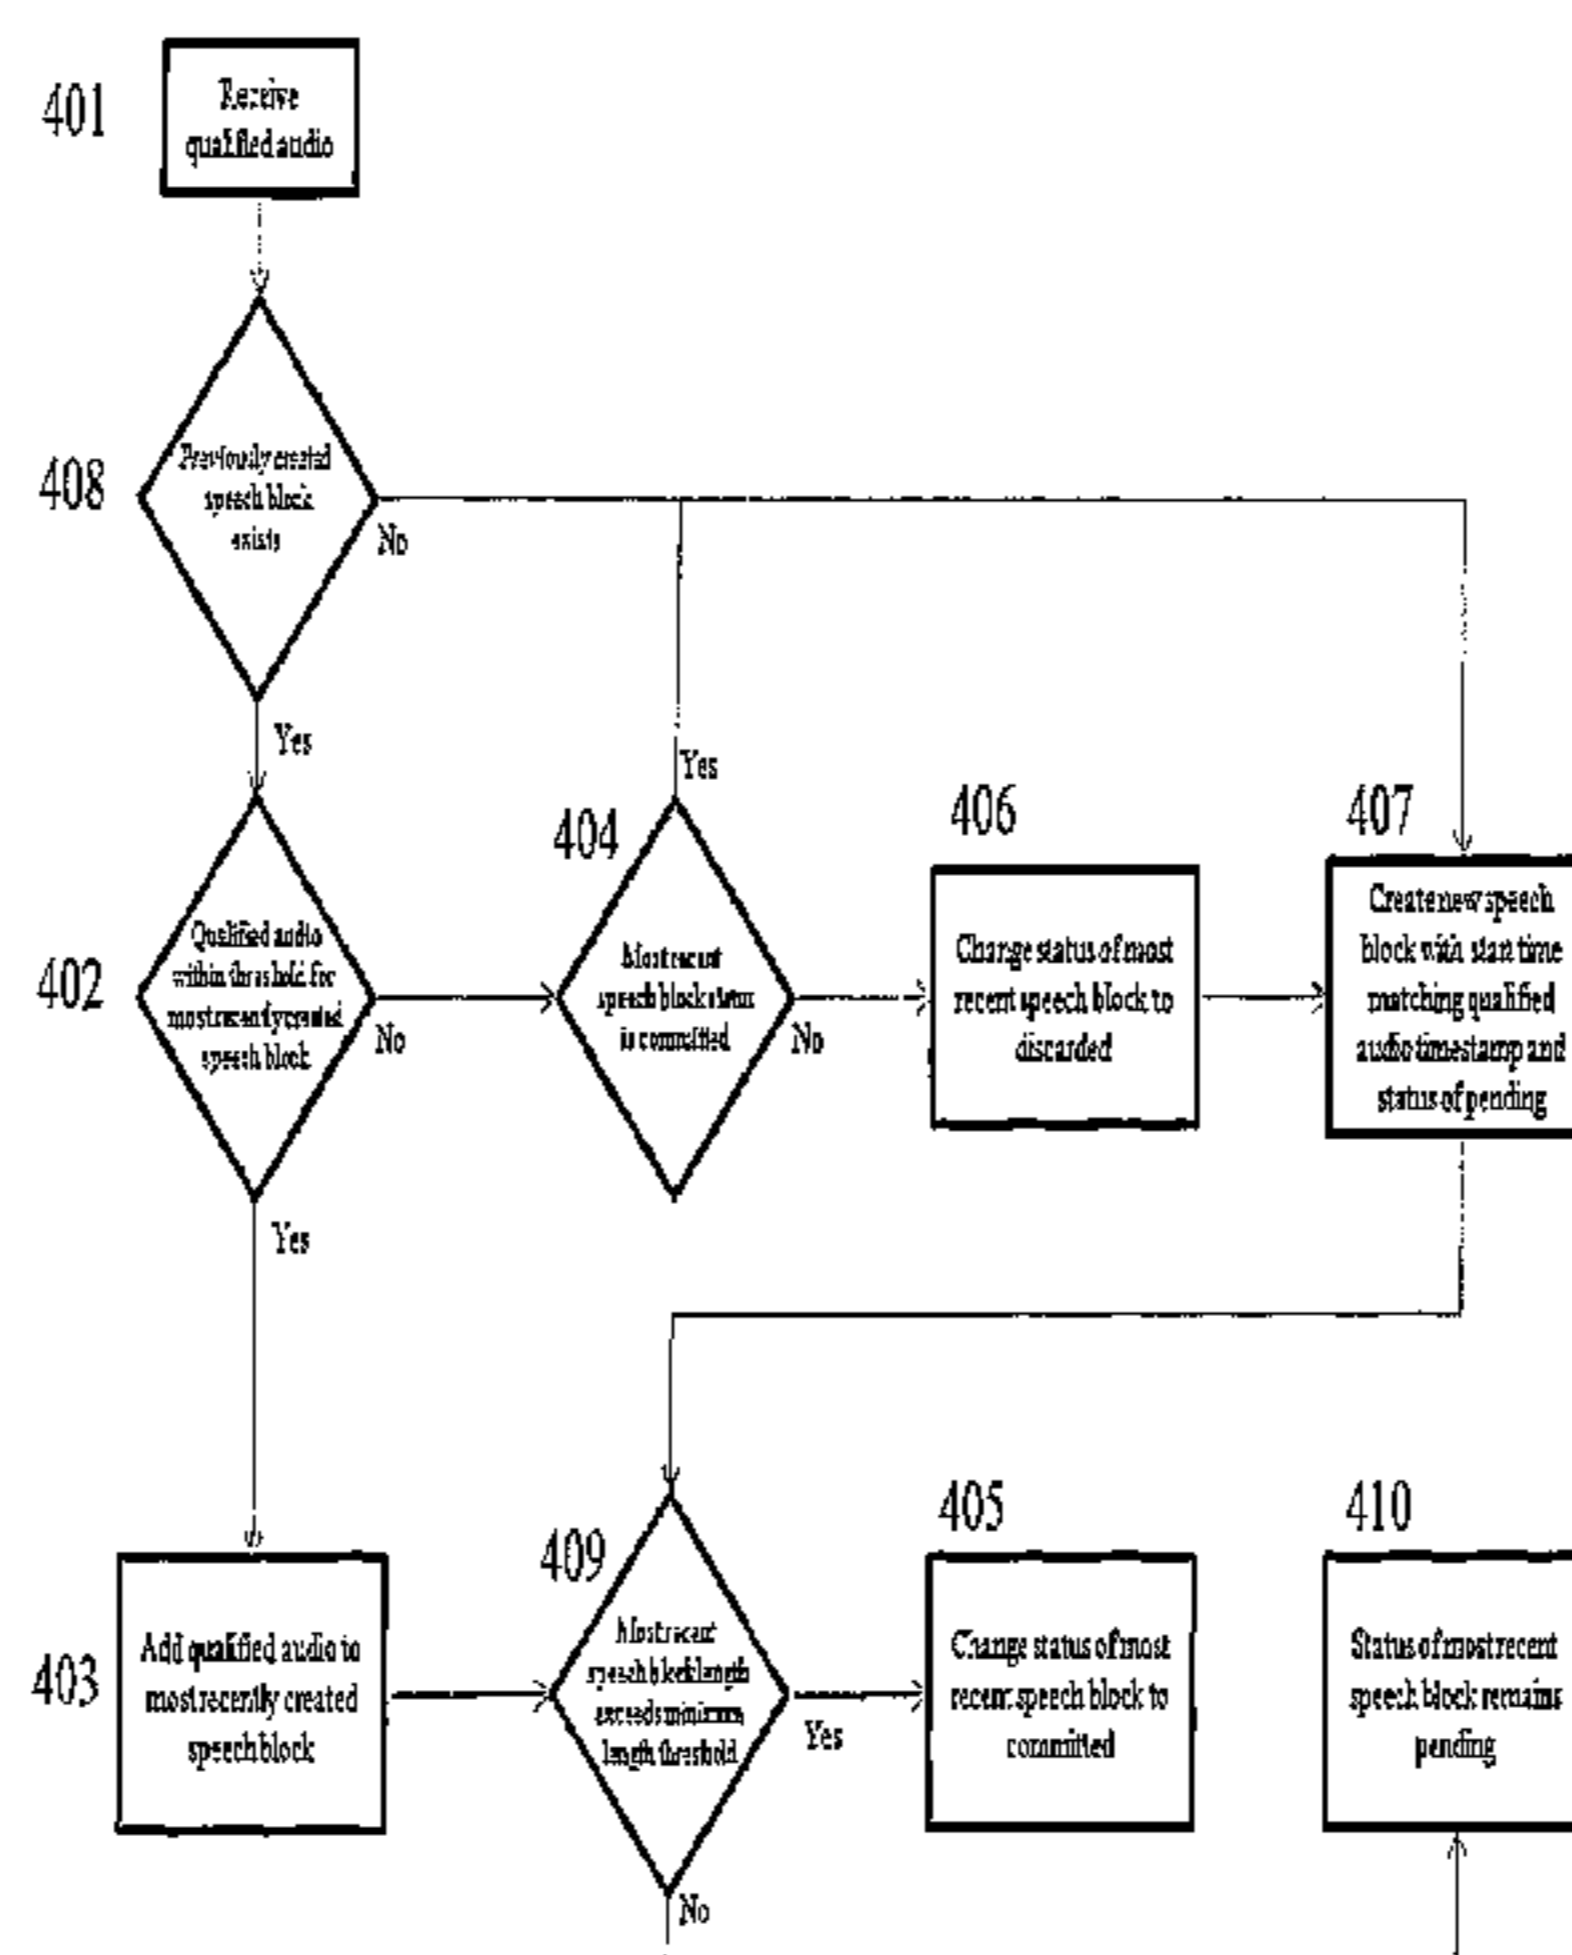 401
Receive
qualified audio
408
Previously created
speech block
exists
No
Yes
402
Qualified audio
within threshold for
most recently created
speech block
No
Yes
404
Yes
Most recent
speech block status
is committed
No
406
Change status of most
recent speech block to
discarded
407
Create new speech
block with start time
matching qualified
audio timestamp and
status of pending
403
Add qualified audio to
most recently created
speech block
409
Most recent
speech block length
exceeds minimum
length threshold
Yes
No
405
Change status of most
recent speech block to
committed
410
Status of most recent
speech block remains
pending